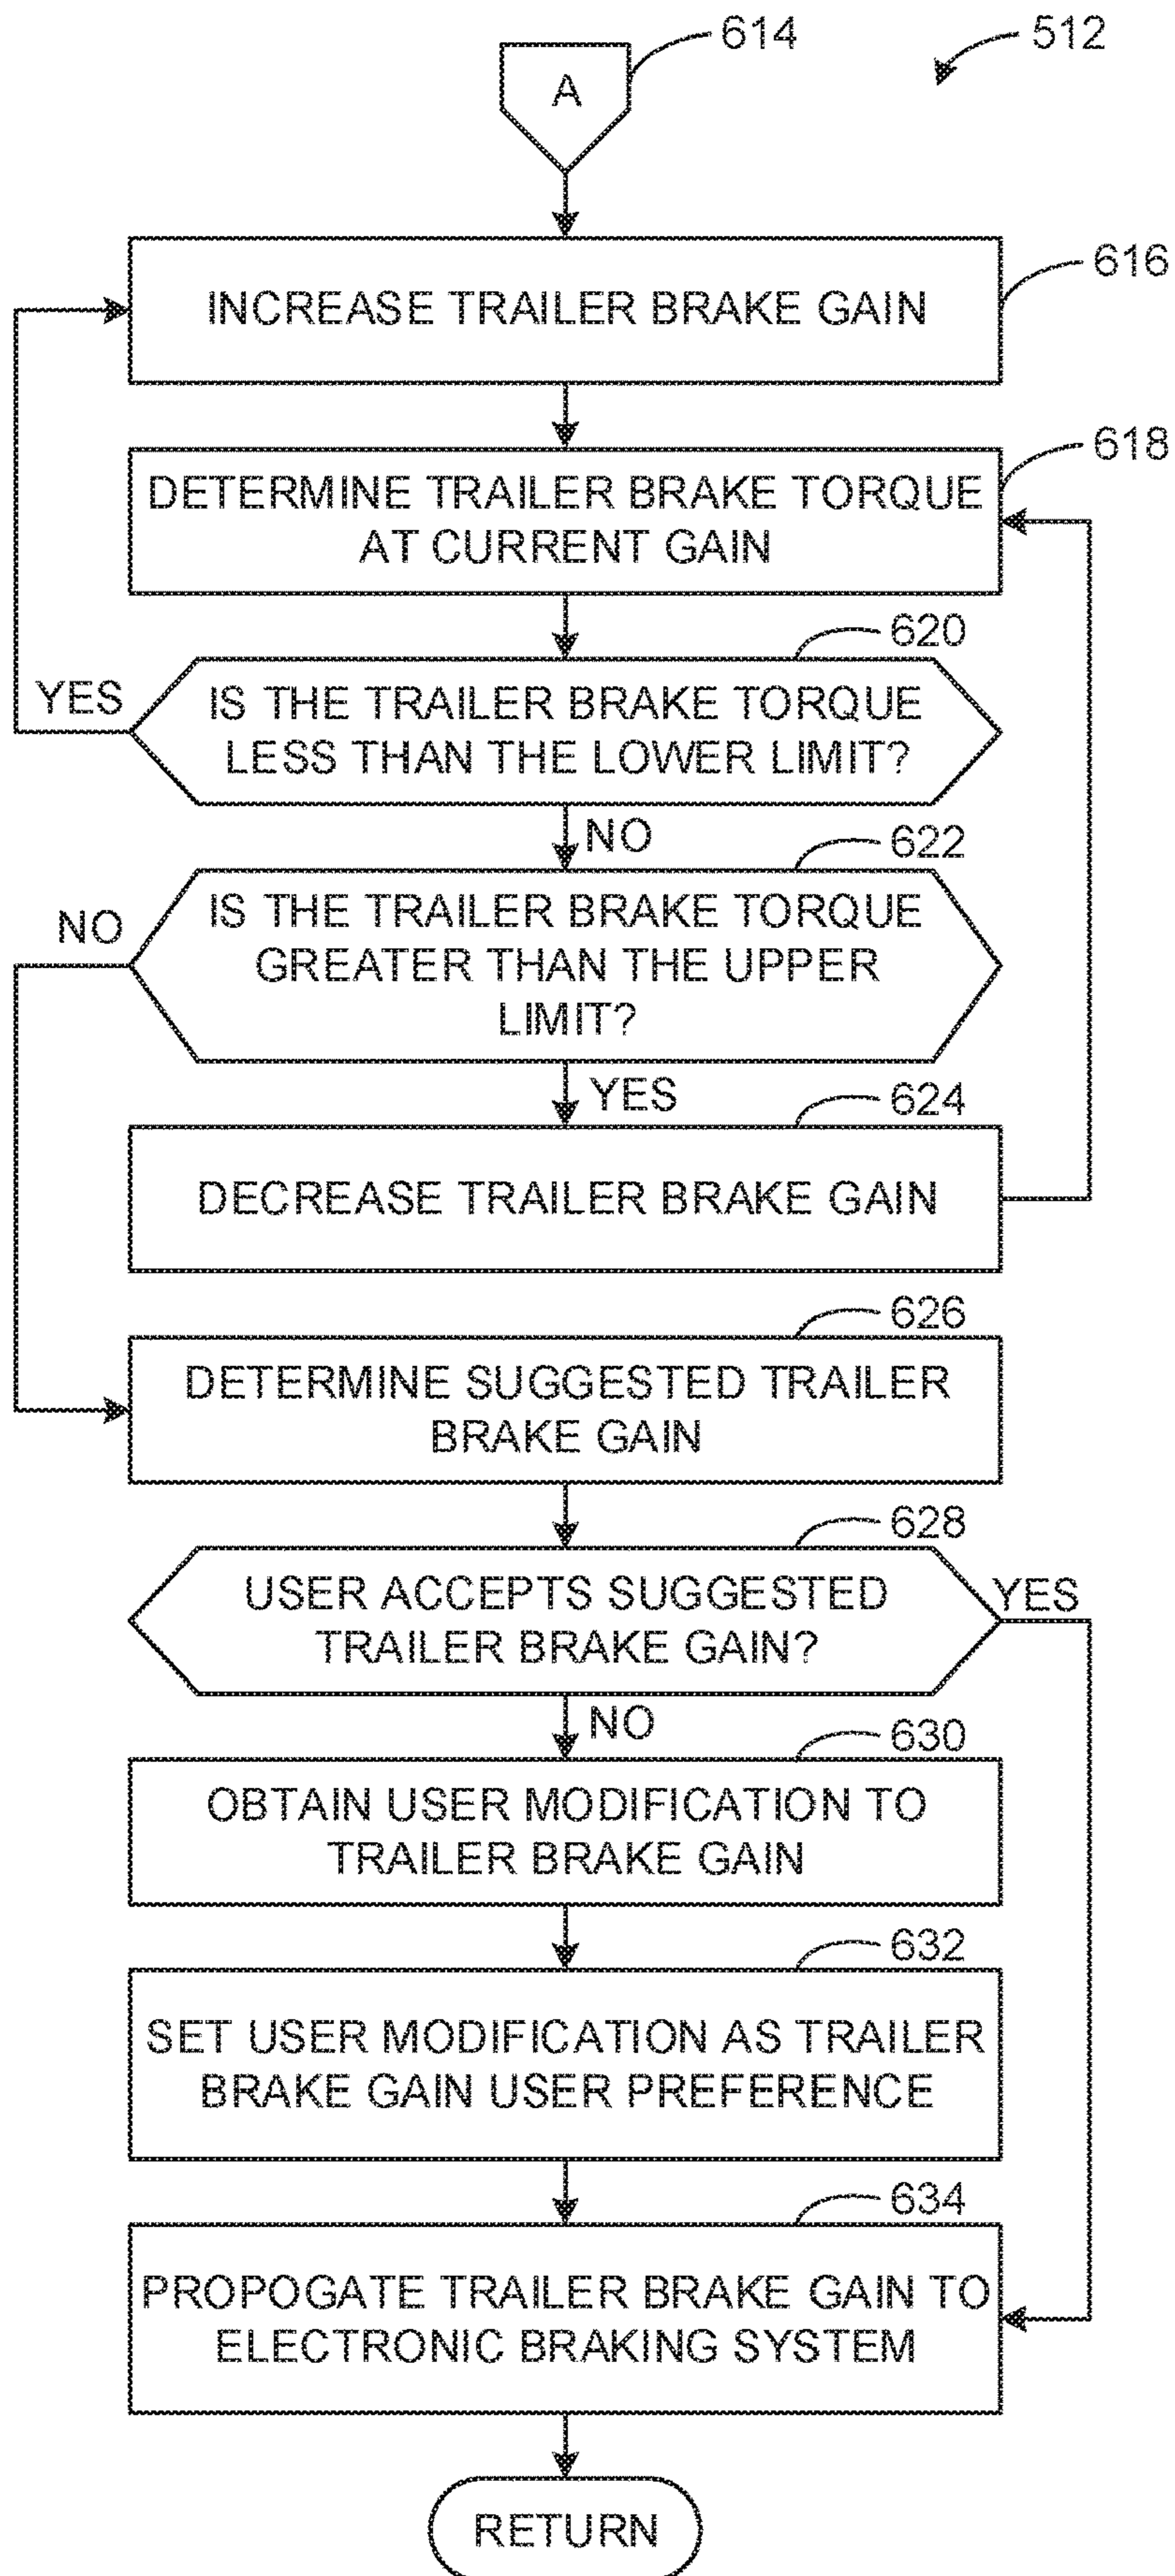 614
512
A
616
INCREASE TRAILER BRAKE GAIN
618
DETERMINE TRAILER BRAKE TORQUE
AT CURRENT GAIN
620
YES
IS THE TRAILER BRAKE TORQUE
LESS THAN THE LOWER LIMIT?
NO
622
NO
IS THE TRAILER BRAKE TORQUE
GREATER THAN THE UPPER
LIMIT?
YES
624
DECREASE TRAILER BRAKE GAIN
626
DETERMINE SUGGESTED TRAILER
BRAKE GAIN
628
USER ACCEPTS SUGGESTED
TRAILER BRAKE GAIN?
YES
NO
630
OBTAIN USER MODIFICATION TO
TRAILER BRAKE GAIN
632
SET USER MODIFICATION AS TRAILER
BRAKE GAIN USER PREFERENCE
634
PROPOGATE TRAILER BRAKE GAIN TO
ELECTRONIC BRAKING SYSTEM
RETURN